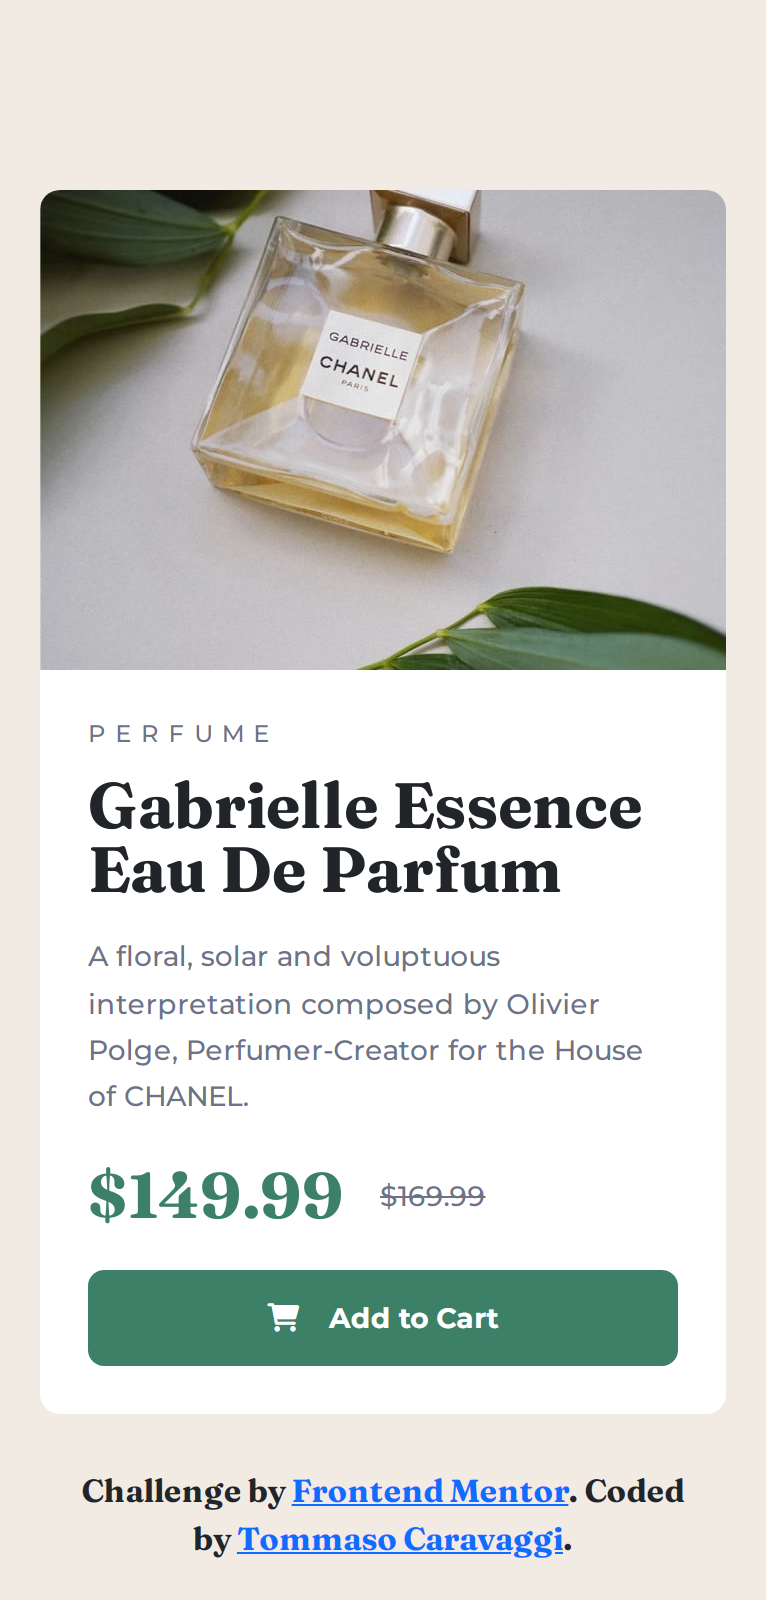 GABRIELLE
CHANEL
PARIS
PERFUME
Gabrielle Essence
Eau De Parfum
A floral, solar and voluptuous
interpretation composed by Olivier
Polge, Perfumer-Creator for the House
of CHANEL.
$149.99 $169.99
Add to Cart
Challenge by Frontend Mentor. Coded
by Tommaso Caravaggi.